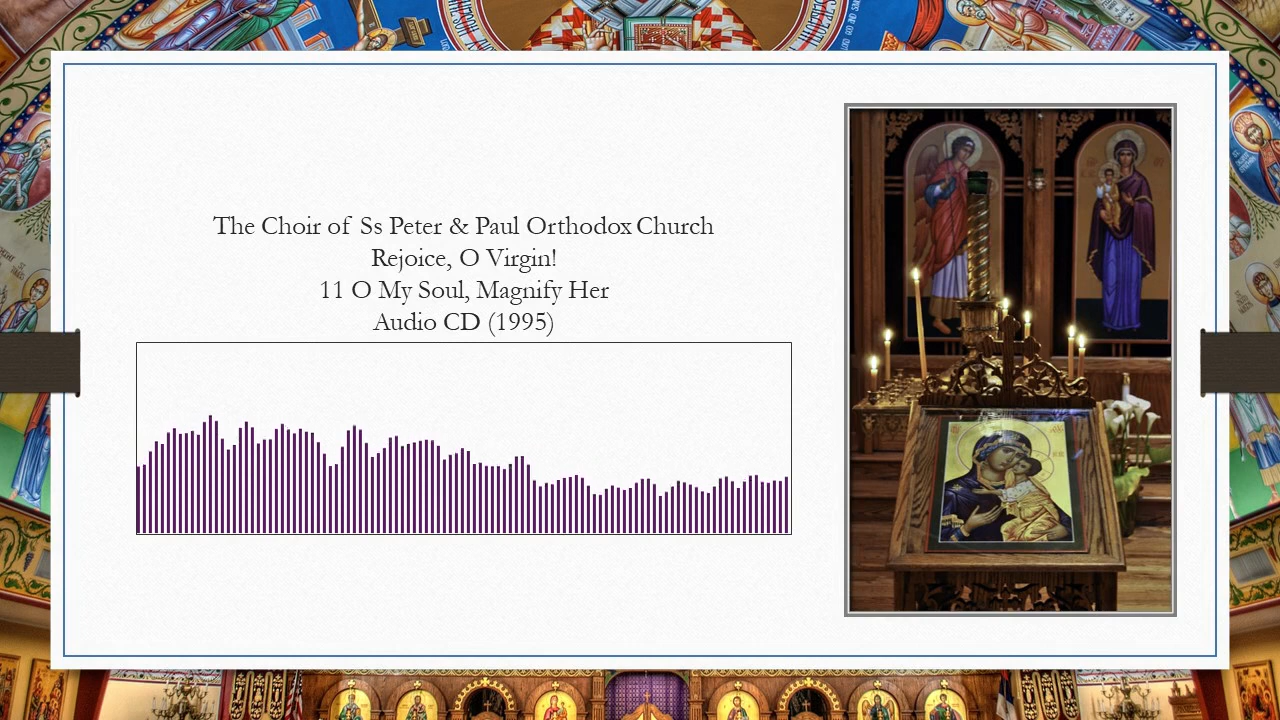 The Choir of Ss Peter & Paul Orthodox Church
Rejoice, O Virgin!
11 O My Soul, Magnify Her
Audio CD (1995)